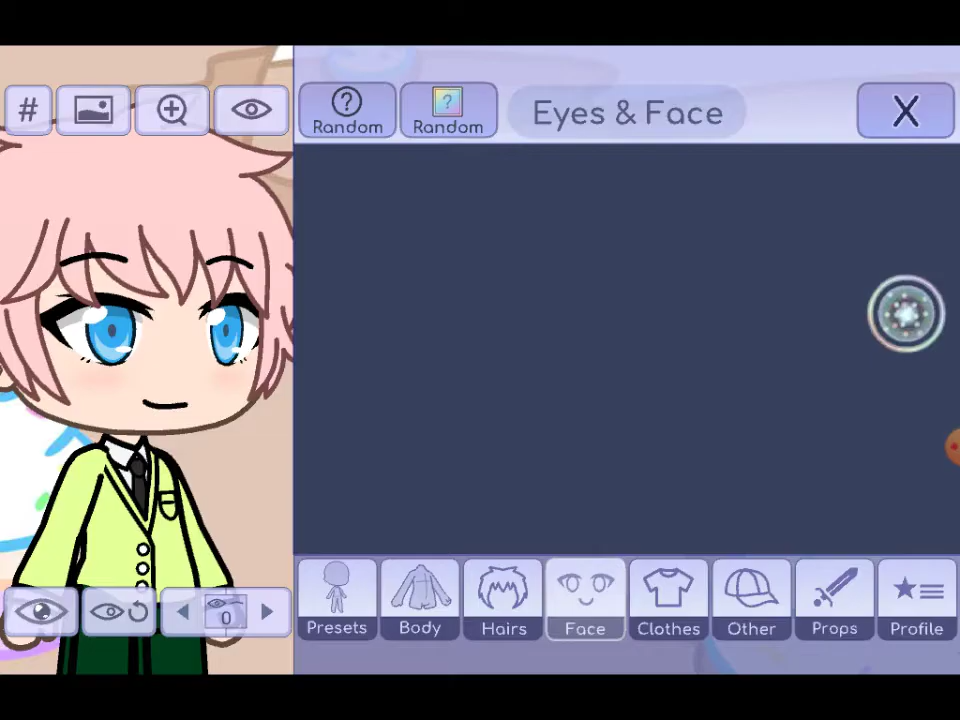 #
Random
Random
Eyes & Face
X
0
Presets
Body
Hairs
Face
Clothes
Other
Props
Profile